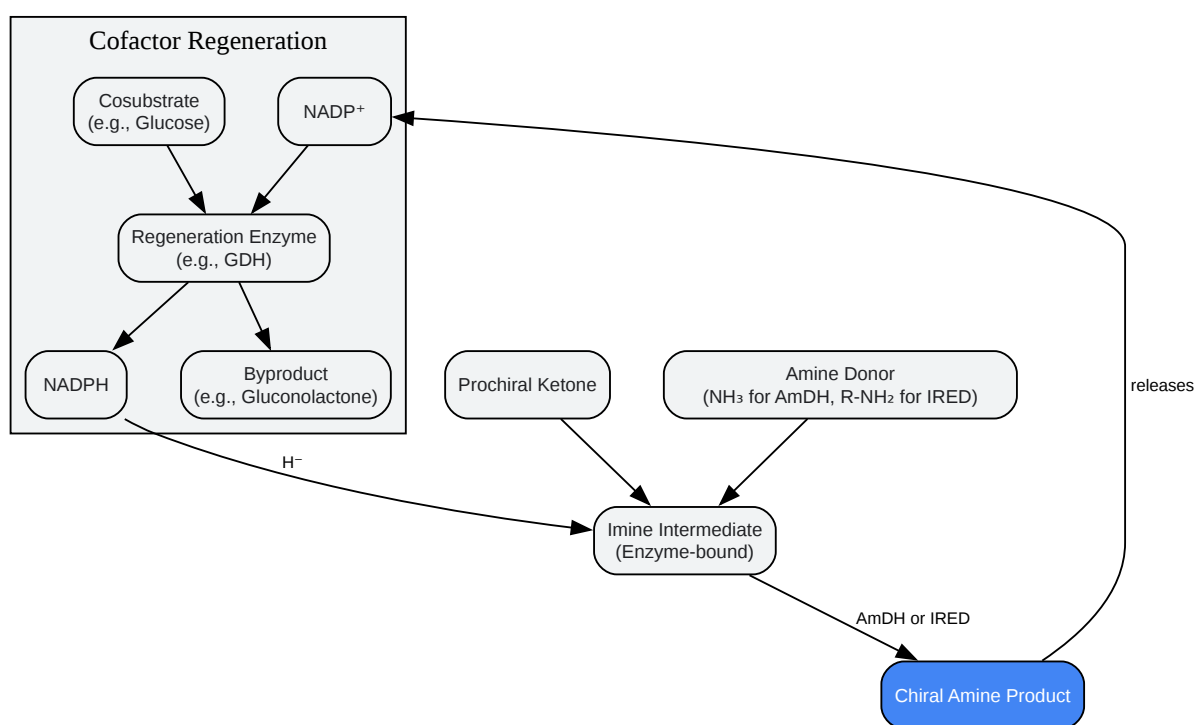 Cofactor Regeneration
Cosubstrate
(e.g., Glucose)
NADP⁺
Regeneration Enzyme
(e.g., GDH)
NADPH
Byproduct
(e.g., Gluconolactone)
Prochiral Ketone
Amine Donor
(NH₃ for AmDH, R-NH₂ for IRED)
releases
H⁻
Imine Intermediate
(Enzyme-bound)
AmDH or IRED
Chiral Amine Product